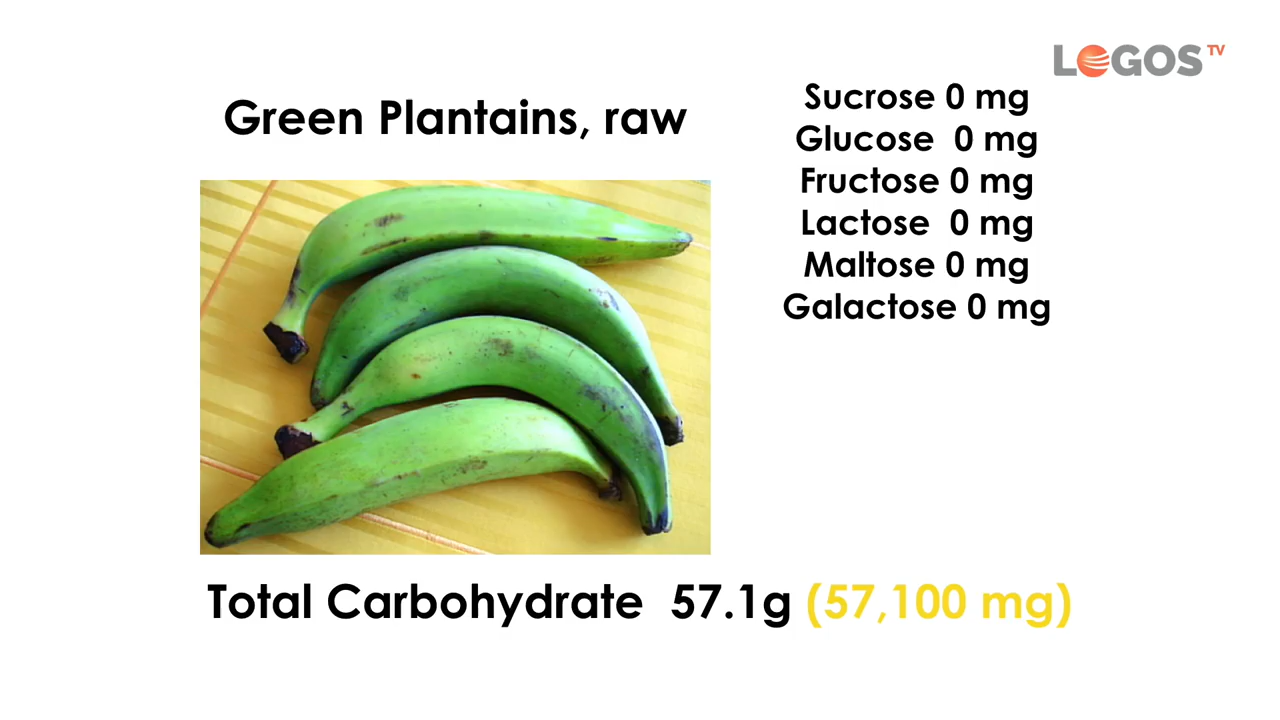 LOGOS TV
Green Plantains, raw
Sucrose 0 mg
Glucose 0 mg
Fructose 0 mg
Lactose 0 mg
Maltose 0 mg
Galactose 0 mg
Total Carbohydrate 57.1g (57,100 mg)